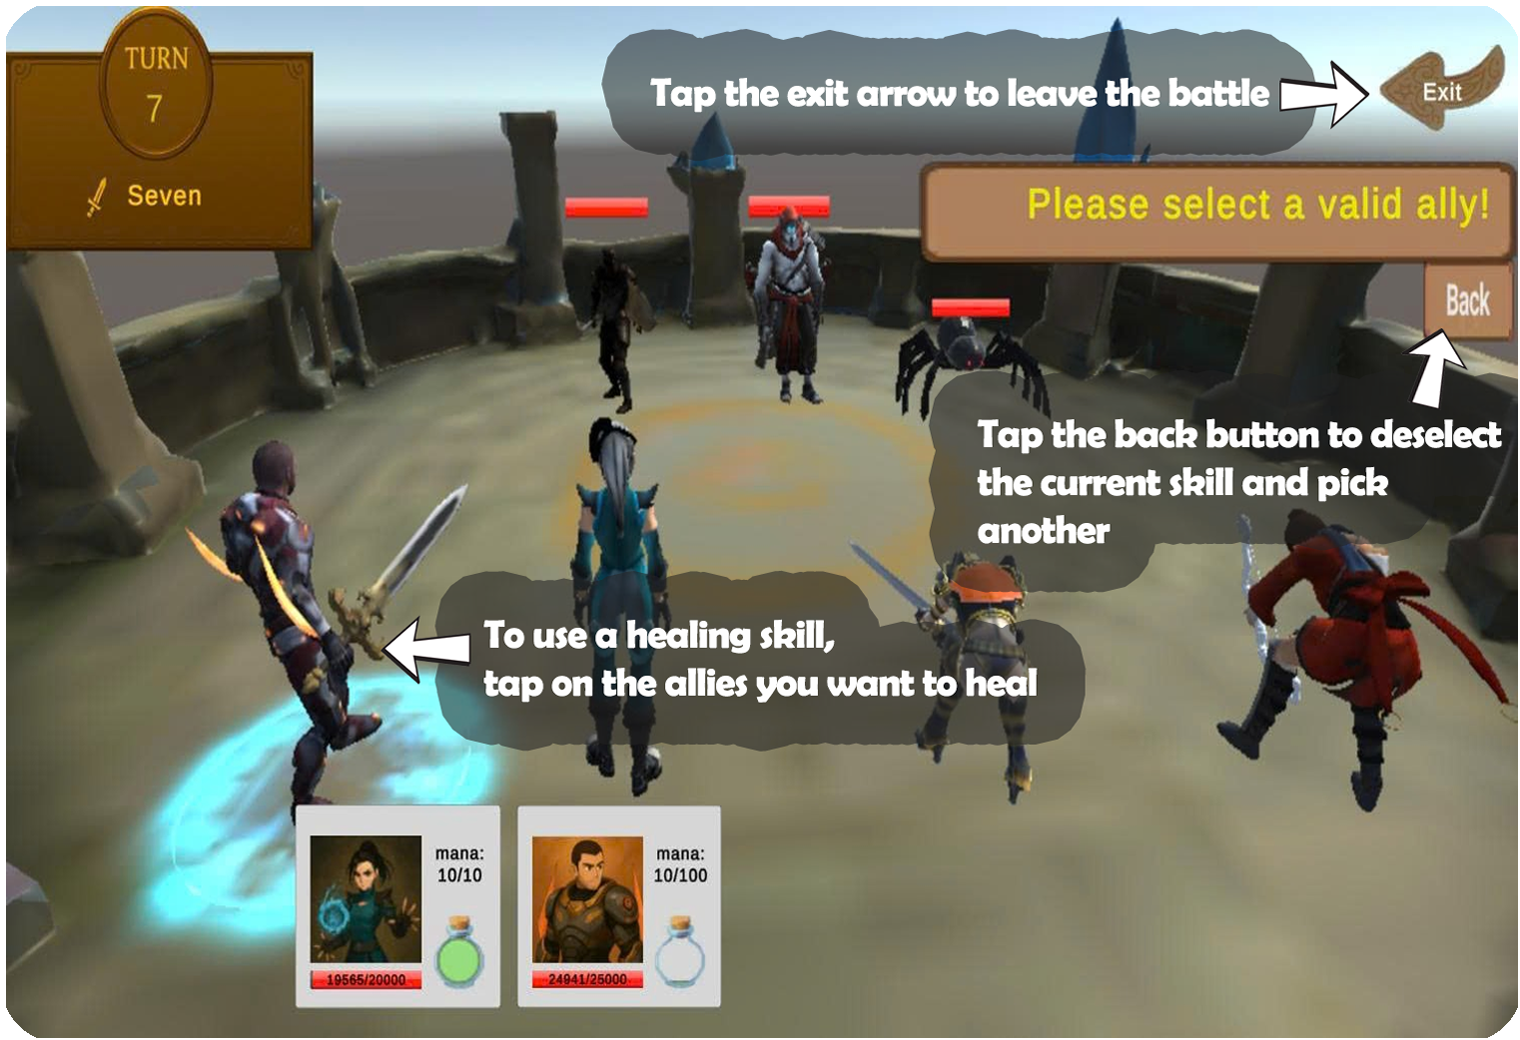 TURN
7
Seven
Tap the exit arrow to leave the battle
Exit
Please select a valid ally!
Back
Tap the back button to deselect
the current skill and pick
another
To use a healing skill,
tap on the allies you want to heal
mana:
10/10
19565/20000
mana:
10/100
24941/25000